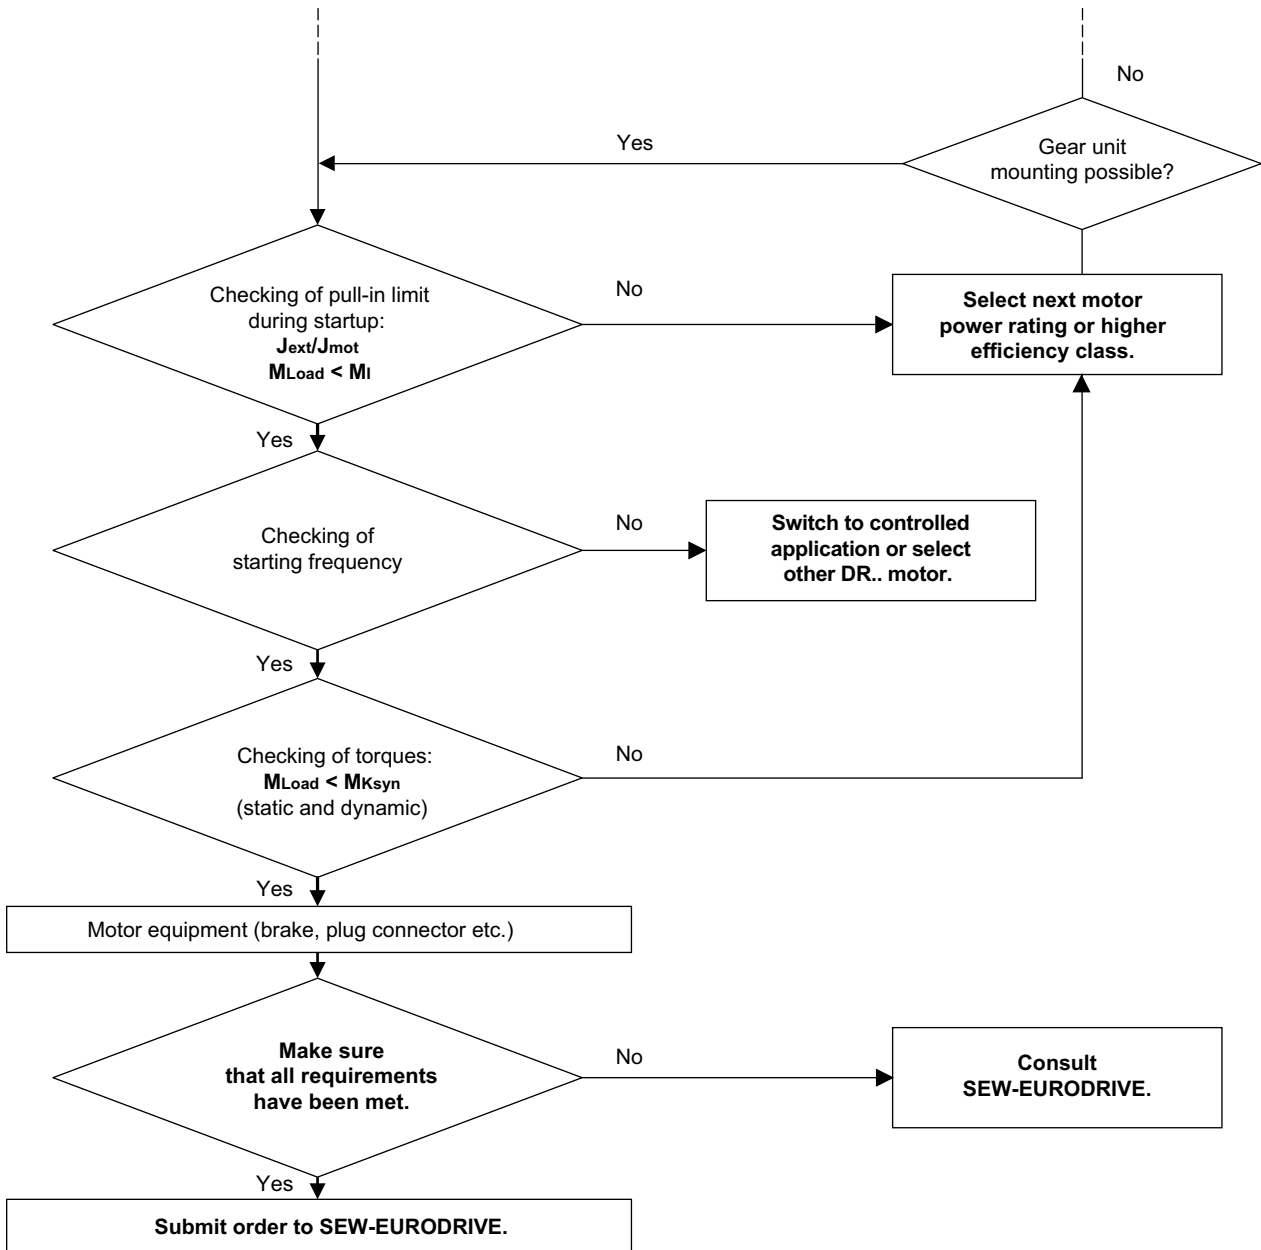 No
Yes
Gear unit
mounting possible?
Checking of pull-in limit
during startup:
Jext/Jmot
MLoad < MI
No
Select next motor
power rating or higher
efficiency class.
Yes
Checking of
starting frequency
No
Switch to controlled
application or select
other DR.. motor.
Yes
Checking of torques:
MLoad < MKsyn
(static and dynamic)
No
Yes
Motor equipment (brake, plug connector etc.)
Make sure
that all requirements
have been met.
No
Consult
SEW-EURODRIVE.
Yes
Submit order to SEW-EURODRIVE.